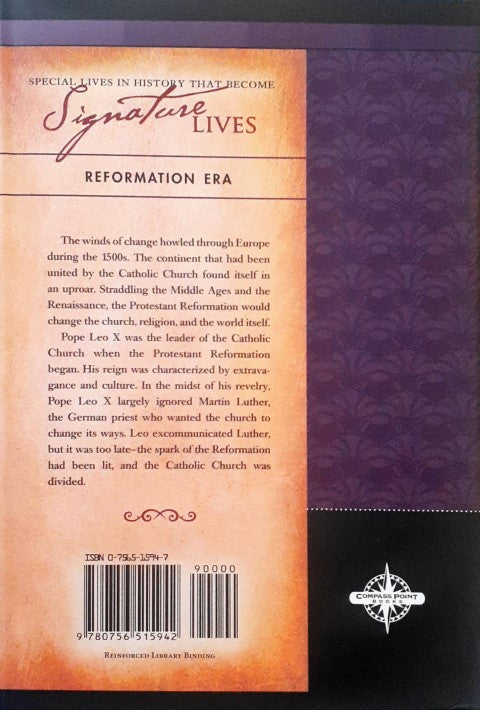 SPECIAL LIVES IN HISTORY THAT BECOME
Signature
LIVES
REFORMATION ERA
The winds of change howled through Europe
during the 1500s. The continent that had been
united by the Catholic Church found itself in
an uproar. Straddling the Middle Ages and the
Renaissance, the Protestant Reformation would
change the church, religion, and the world itself.
Pope Leo X was the leader of the Catholic
Church when the Protestant Reformation
began. His reign was characterized by extrava-
gance and culture. In the midst of his revelry,
Pope Leo X largely ignored Martin Luther,
the German priest who wanted the church to
change its ways. Leo excommunicated Luther,
but it was too late—the spark of the Reformation
had been lit, and the Catholic Church was
divided.
ISBN 0-7565-1594-7
90000
9 780756 515942
REINFORCED LIBRARY BINDING
COMPASS POINT
BOOKS